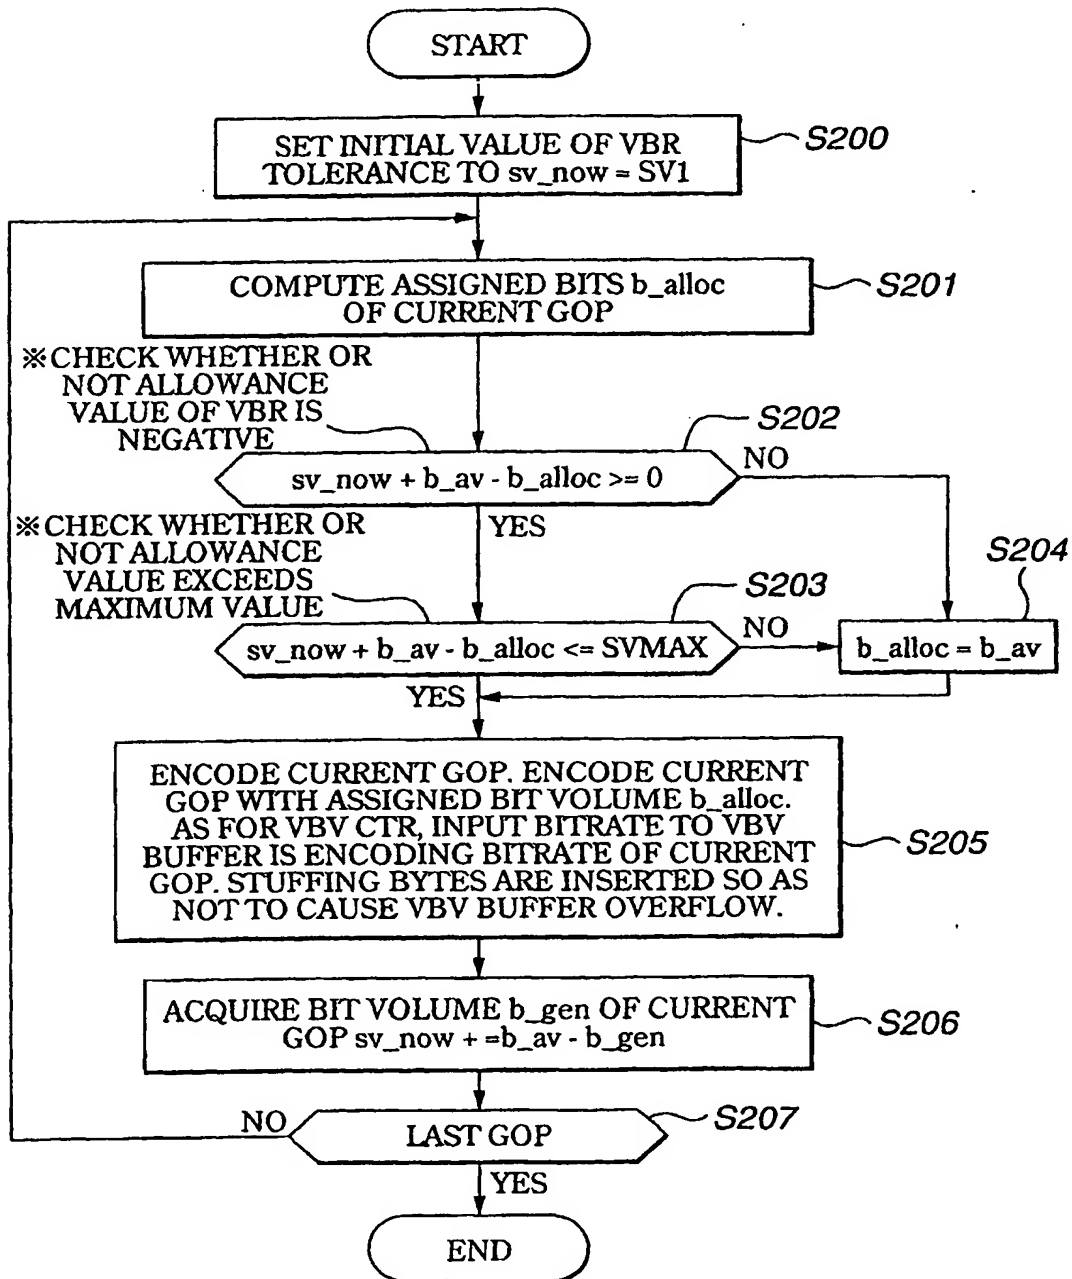 START
SET INITIAL VALUE OF VBR
TOLERANCE TO sv_now = SV1
S200
COMPUTE ASSIGNED BITS b_alloc
OF CURRENT GOP
S201
※CHECK WHETHER OR
NOT ALLOWANCE
VALUE OF VBR IS
NEGATIVE
S202
sv_now + b_av - b_alloc >= 0
NO
YES
※CHECK WHETHER OR
NOT ALLOWANCE
VALUE EXCEEDS
MAXIMUM VALUE
S203
S204
sv_now + b_av - b_alloc <= SVMAX
NO
b_alloc = b_av
YES
ENCODE CURRENT GOP. ENCODE CURRENT
GOP WITH ASSIGNED BIT VOLUME b_alloc.
AS FOR VBV CTR, INPUT BITRATE TO VBV
BUFFER IS ENCODING BITRATE OF CURRENT
GOP. STUFFING BYTES ARE INSERTED SO AS
NOT TO CAUSE VBV BUFFER OVERFLOW.
S205
ACQUIRE BIT VOLUME b_gen OF CURRENT
GOP sv_now + =b_av - b_gen
S206
NO
LAST GOP
S207
YES
END